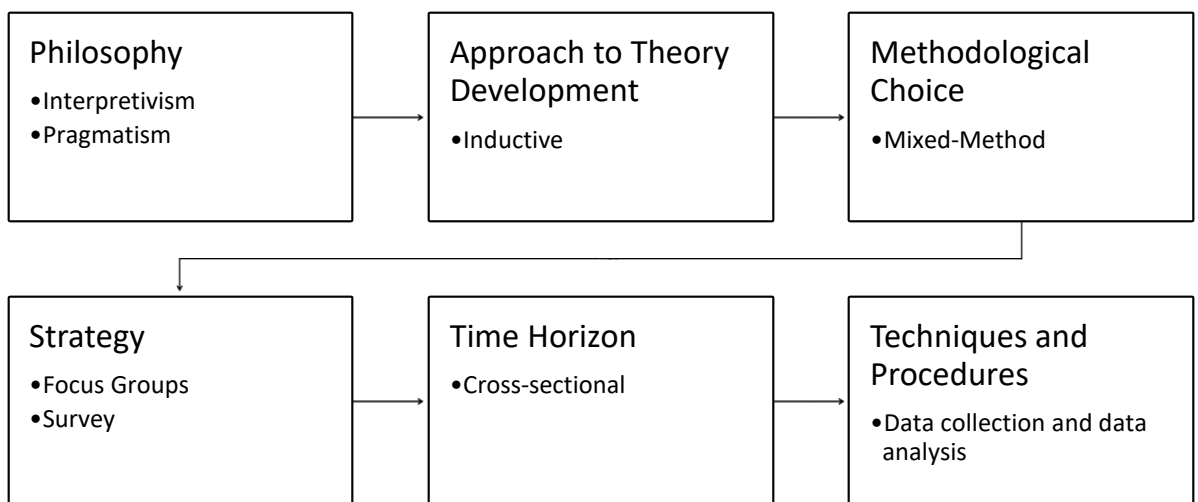 Philosophy
•Interpretivism
•Pragmatism
Approach to Theory
Development
•Inductive
Methodological
Choice
•Mixed-Method
Strategy
•Focus Groups
•Survey
Time Horizon
•Cross-sectional
Techniques and
Procedures
•Data collection and data
analysis